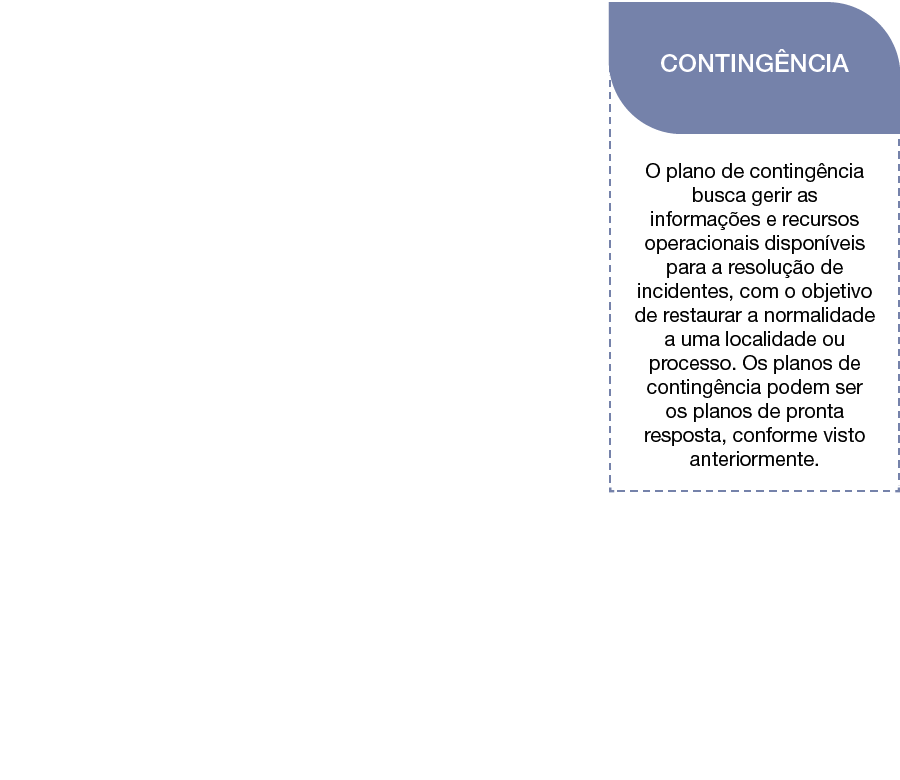 CONTINGÊNCIA
O plano de contingência
busca gerir as
informações e recursos
operacionais disponíveis
para a resolução de
incidentes, com o objetivo
de restaurar a normalidade
a uma localidade ou
processo. Os planos de
contingência podem ser
os planos de pronta
resposta, conforme visto
anteriormente.